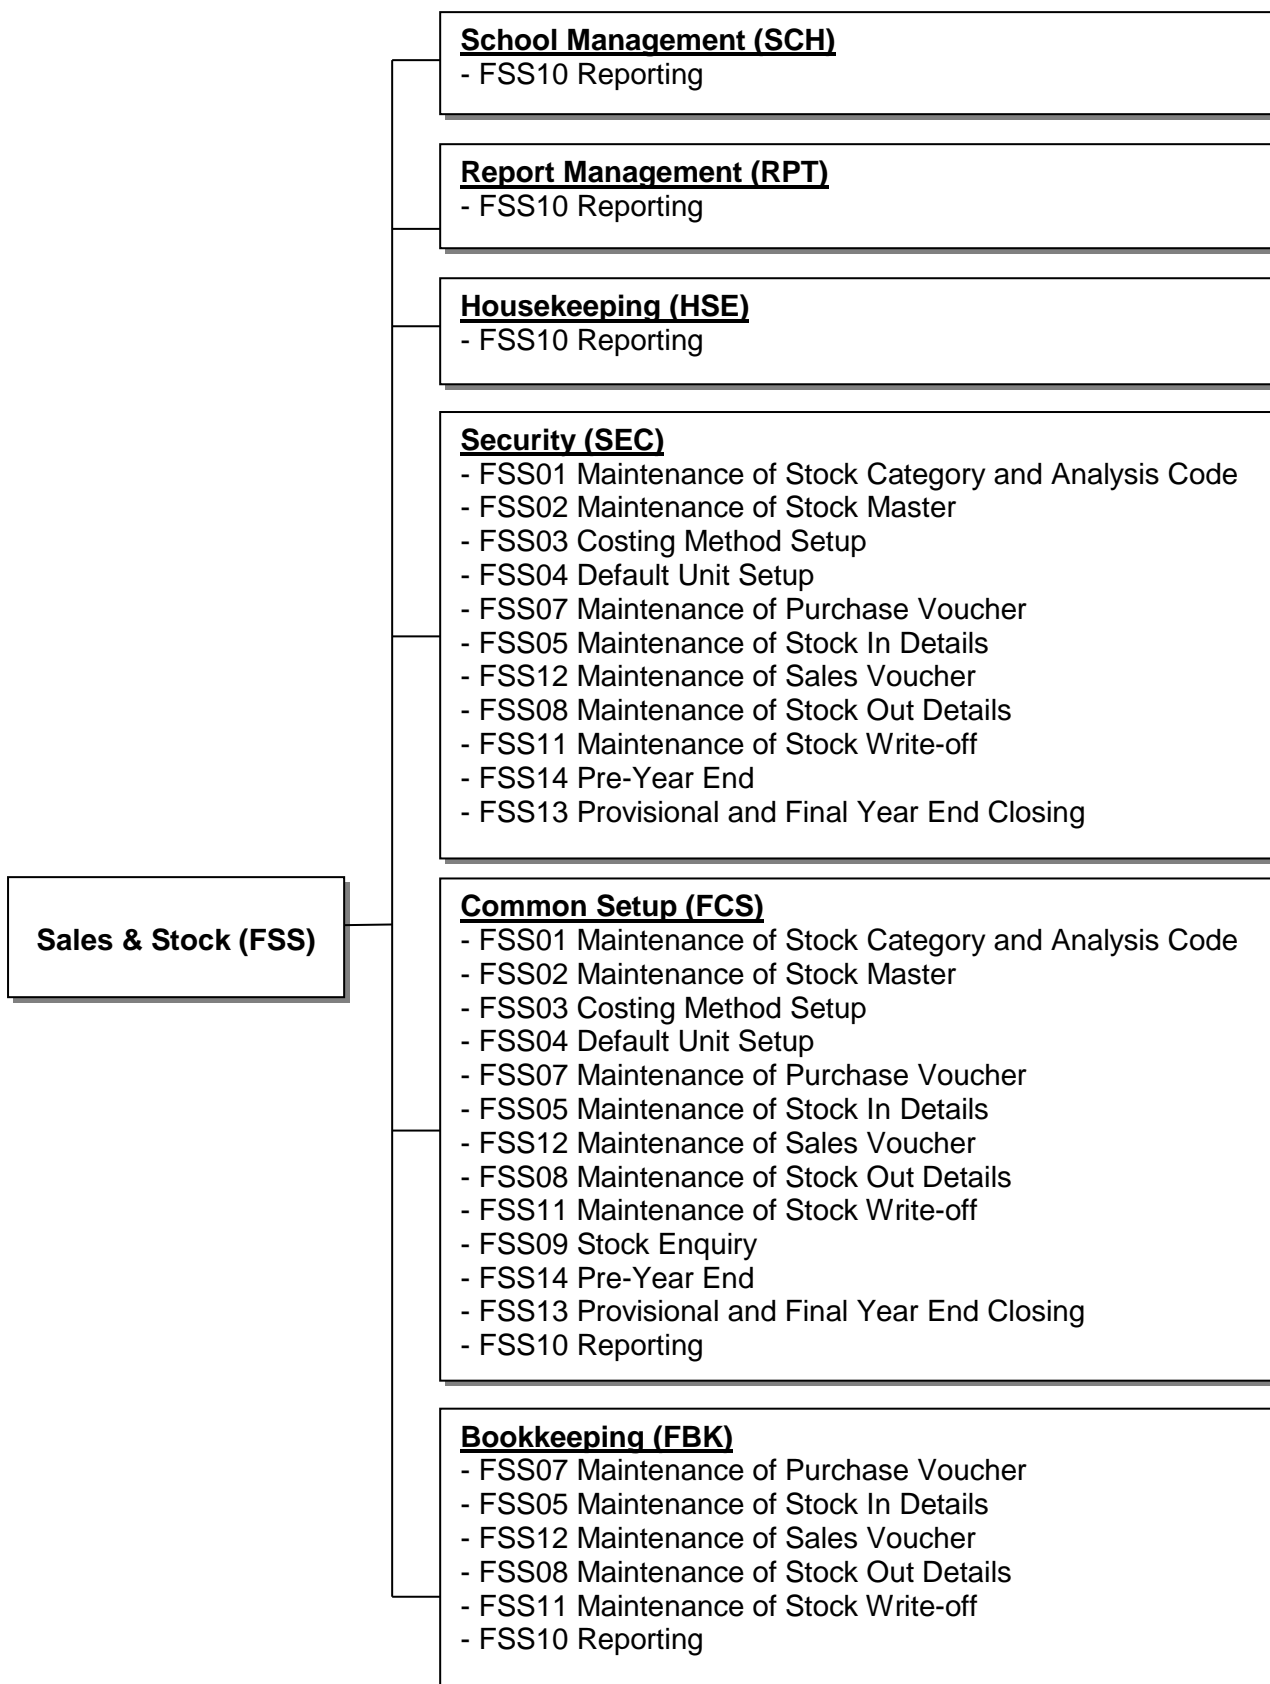 School Management (SCH)
- FSS10 Reporting
Report Management (RPT)
- FSS10 Reporting
Housekeeping (HSE)
- FSS10 Reporting
Security (SEC)
- FSS01 Maintenance of Stock Category and Analysis Code
- FSS02 Maintenance of Stock Master
- FSS03 Costing Method Setup
- FSS04 Default Unit Setup
- FSS07 Maintenance of Purchase Voucher
- FSS05 Maintenance of Stock In Details
- FSS12 Maintenance of Sales Voucher
- FSS08 Maintenance of Stock Out Details
- FSS11 Maintenance of Stock Write-off
- FSS14 Pre-Year End
- FSS13 Provisional and Final Year End Closing
Sales & Stock (FSS)
Common Setup (FCS)
- FSS01 Maintenance of Stock Category and Analysis Code
- FSS02 Maintenance of Stock Master
- FSS03 Costing Method Setup
- FSS04 Default Unit Setup
- FSS07 Maintenance of Purchase Voucher
- FSS05 Maintenance of Stock In Details
- FSS12 Maintenance of Sales Voucher
- FSS08 Maintenance of Stock Out Details
- FSS11 Maintenance of Stock Write-off
- FSS09 Stock Enquiry
- FSS14 Pre-Year End
- FSS13 Provisional and Final Year End Closing
- FSS10 Reporting
Bookkeeping (FBK)
- FSS07 Maintenance of Purchase Voucher
- FSS05 Maintenance of Stock In Details
- FSS12 Maintenance of Sales Voucher
- FSS08 Maintenance of Stock Out Details
- FSS11 Maintenance of Stock Write-off
- FSS10 Reporting